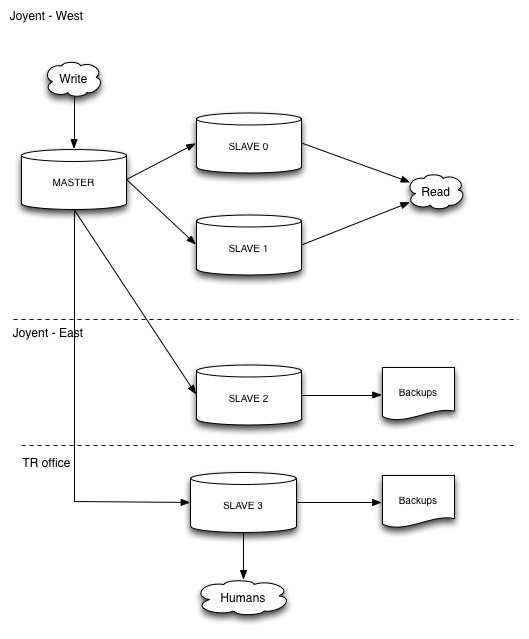 Joyent - West
Write
MASTER
SLAVE 0
SLAVE 1
Read
Joyent - East
SLAVE 2
Backups
TR office
SLAVE 3
Backups
Humans